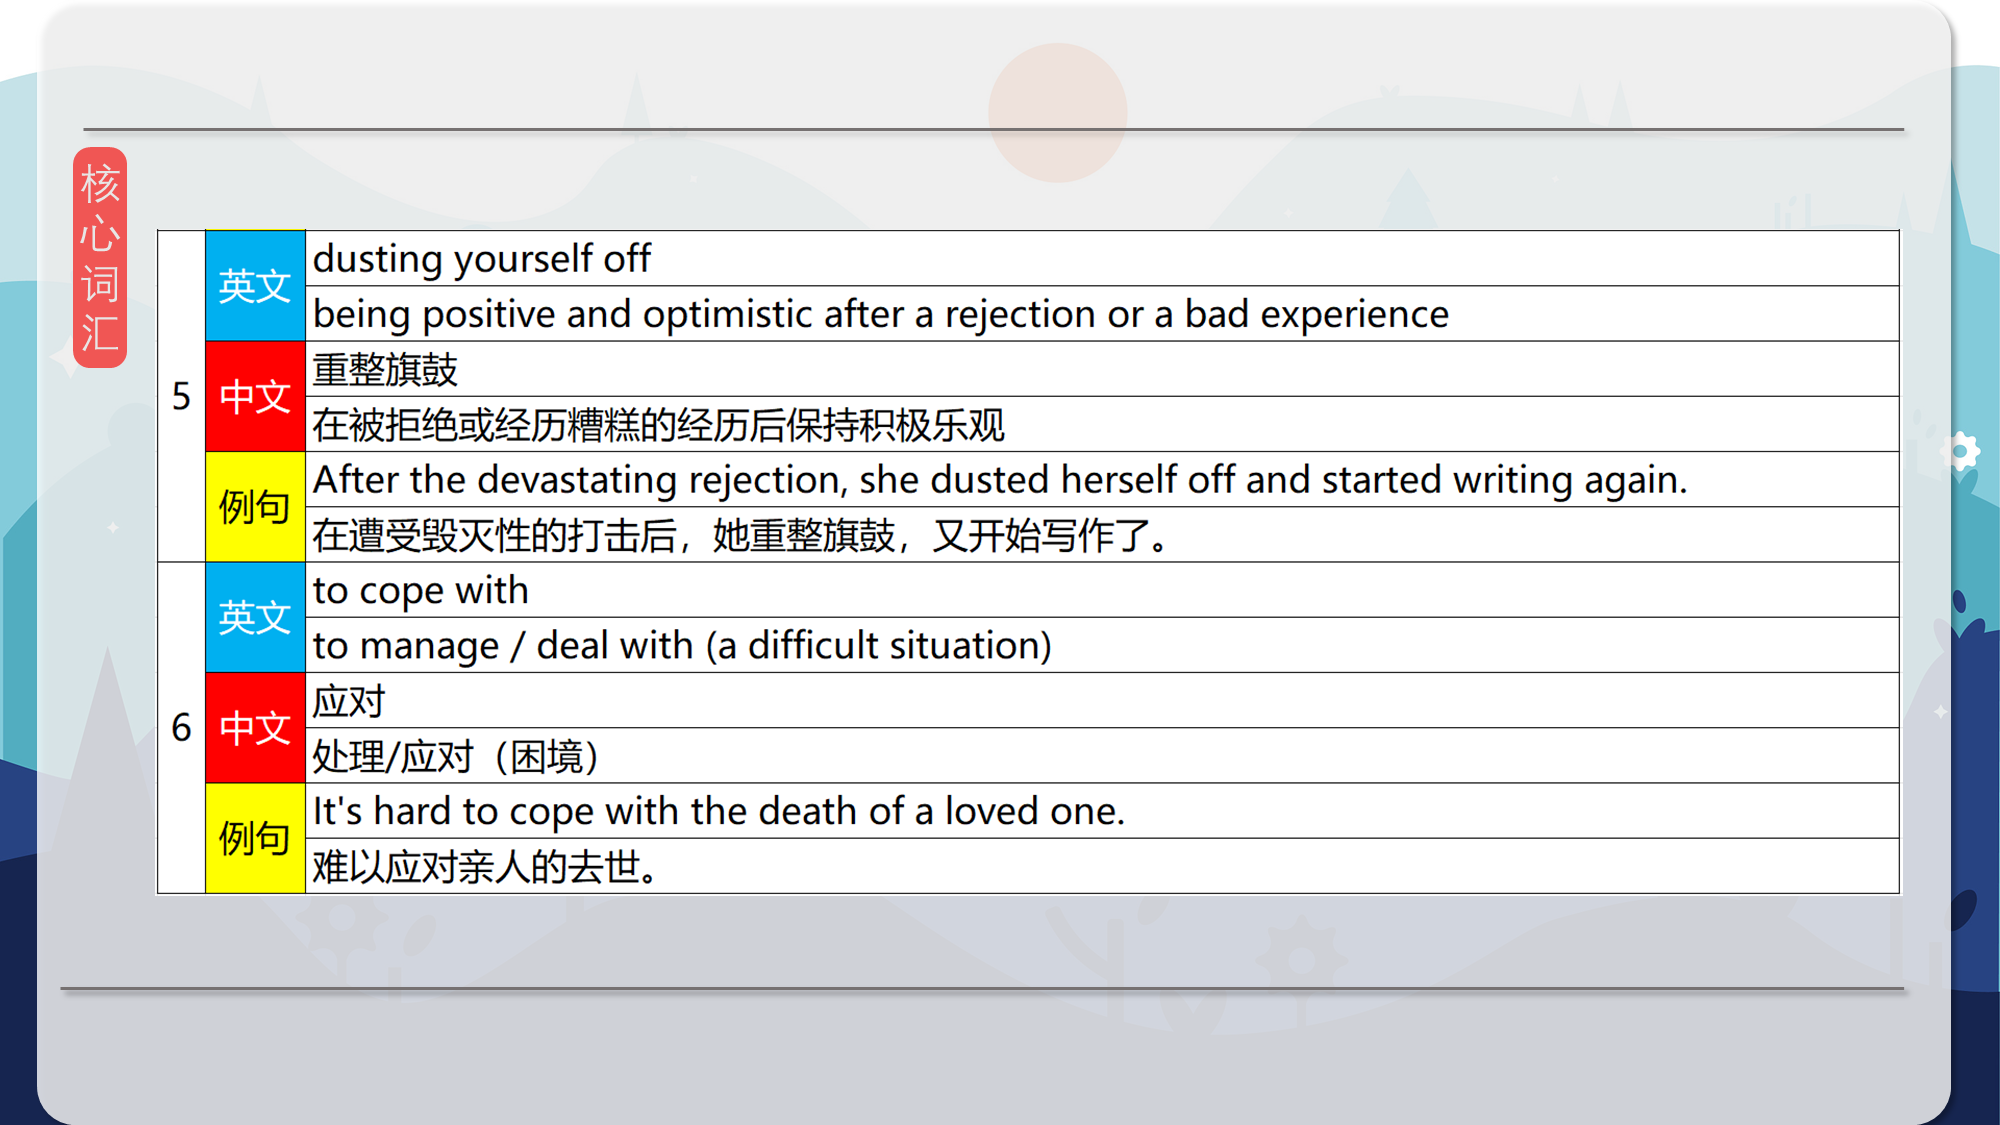 核心词汇
5
英文
dusting yourself off
being positive and optimistic after a rejection or a bad experience
中文
重整旗鼓
在被拒绝或经历糟糕的经历后保持积极乐观
例句
After the devastating rejection, she dusted herself off and started writing again.
在遭受毁灭性的打击后，她重整旗鼓，又开始写作了。
6
英文
to cope with
to manage / deal with (a difficult situation)
中文
应对
处理/应对（困境）
例句
It's hard to cope with the death of a loved one.
难以应对亲人的去世。